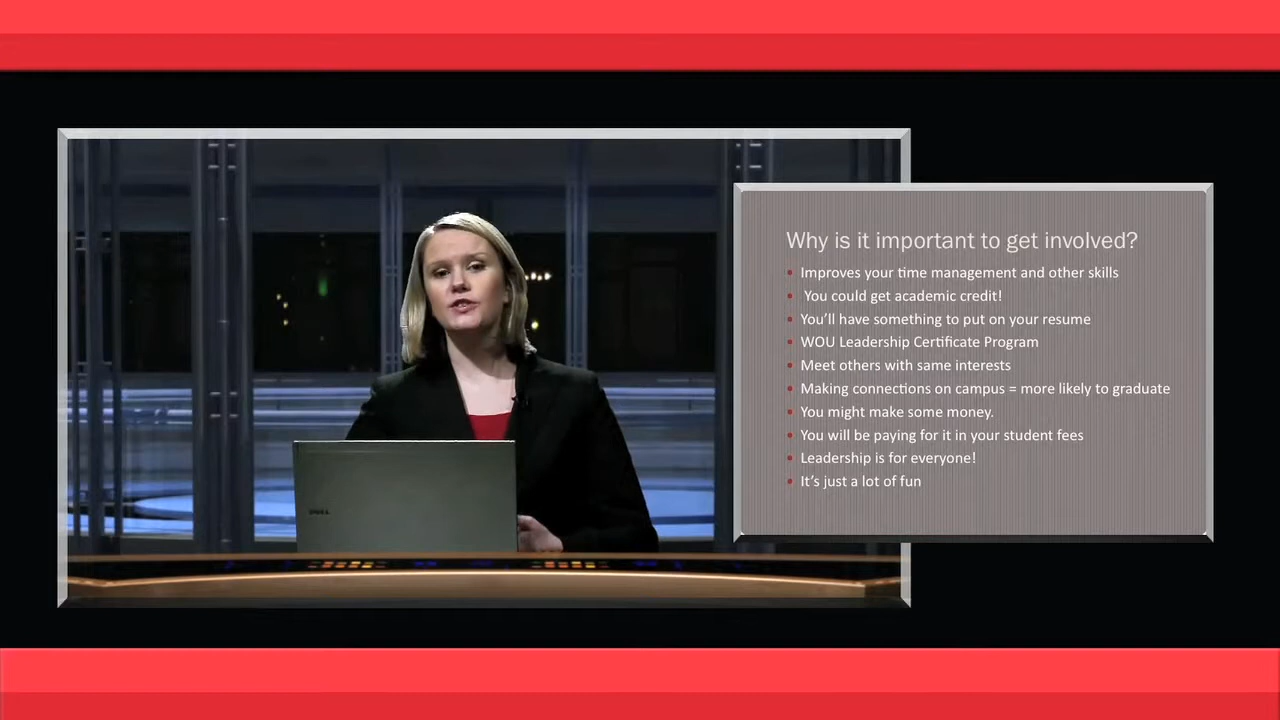 Why is it important to get involved?
Improves your time management and other skills
You could get academic credit!
You'll have something to put on your resume
WOU Leadership Certificate Program
Meet others with same interests
Making connections on campus = more likely to graduate
You might make some money.
You will be paying for it in your student fees
Leadership is for everyone!
It's just a lot of fun
DELL